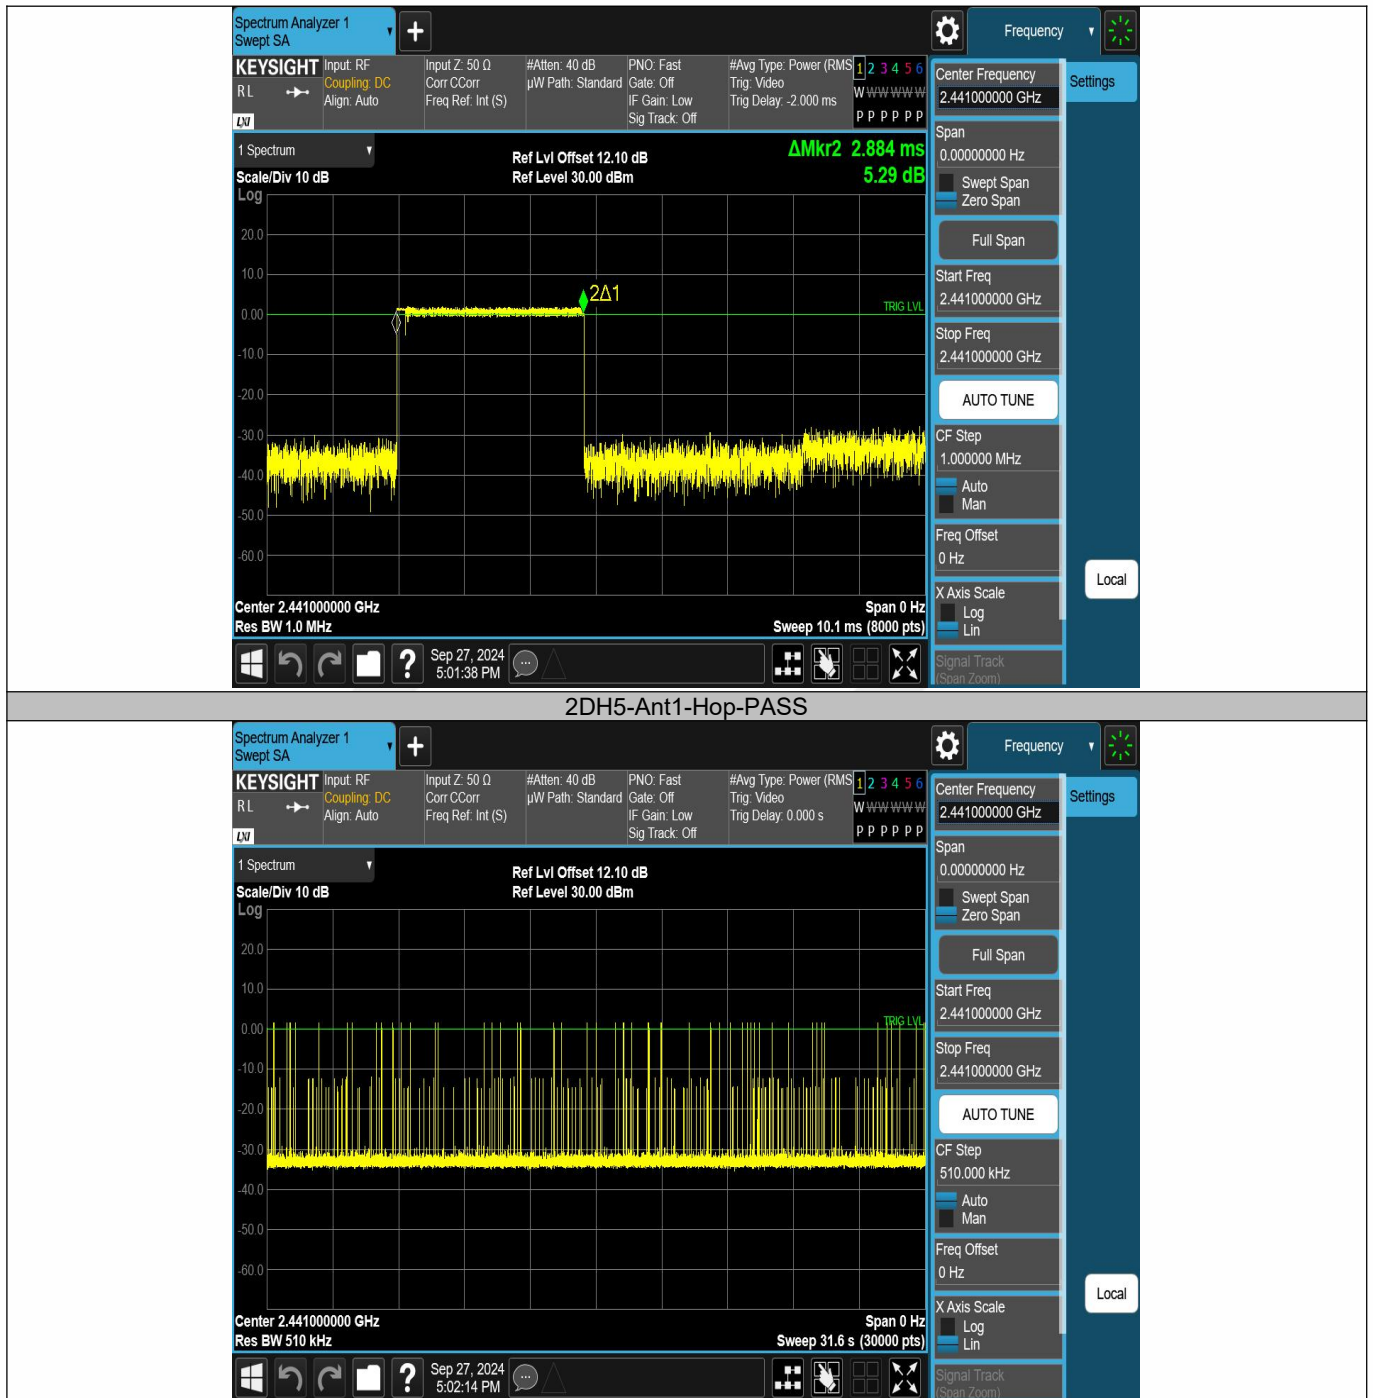 Spectrum Analyzer 1
Swept SA
+
Frequency
KEYSIGHT
RL
LXI
Input: RF
Coupling: DC
Align: Auto
Input Z: 50 Ω
Corr CCorr
Freq Ref: Int (S)
#Atten: 40 dB
µW Path: Standard
PNO: Fast
Gate: Off
IF Gain: Low
Sig Track: Off
#Avg Type: Power (RMS
Trig: Video
Trig Delay: -2.000 ms
1 2 3 4 5 6
W W W W W W
P P P P P P
1 Spectrum
Scale/Div 10 dB
Ref Lvl Offset 12.10 dB
Ref Level 30.00 dBm
ΔMkr2 2.884 ms
5.29 dB
Log
20.0
10.0
0.00
-10.0
-20.0
-30.0
-40.0
-50.0
-60.0
2Δ1
TRIG LVL
Center 2.441000000 GHz
Res BW 1.0 MHz
Span 0 Hz
Sweep 10.1 ms (8000 pts)
Sep 27, 2024
5:01:38 PM
Center Frequency
2.441000000 GHz
Settings
Span
0.00000000 Hz
Swept Span
Zero Span
Full Span
Start Freq
2.441000000 GHz
Stop Freq
2.441000000 GHz
AUTO TUNE
CF Step
1.000000 MHz
Auto
Man
Freq Offset
0 Hz
Local
X Axis Scale
Log
Lin
Signal Track
(Span Zoom)
2DH5-Ant1-Hop-PASS
Spectrum Analyzer 1
Swept SA
+
Frequency
KEYSIGHT
RL
LXI
Input: RF
Coupling: DC
Align: Auto
Input Z: 50 Ω
Corr CCorr
Freq Ref: Int (S)
#Atten: 40 dB
µW Path: Standard
PNO: Fast
Gate: Off
IF Gain: Low
Sig Track: Off
#Avg Type: Power (RMS
Trig: Video
Trig Delay: 0.000 s
1 2 3 4 5 6
W W W W W W
P P P P P P
1 Spectrum
Scale/Div 10 dB
Ref Lvl Offset 12.10 dB
Ref Level 30.00 dBm
Log
20.0
10.0
0.00
-10.0
-20.0
-30.0
-40.0
-50.0
-60.0
TRIG LVL
Center 2.441000000 GHz
Res BW 510 kHz
Span 0 Hz
Sweep 31.6 s (30000 pts)
Sep 27, 2024
5:02:14 PM
Center Frequency
2.441000000 GHz
Settings
Span
0.00000000 Hz
Swept Span
Zero Span
Full Span
Start Freq
2.441000000 GHz
Stop Freq
2.441000000 GHz
AUTO TUNE
CF Step
510.000 kHz
Auto
Man
Freq Offset
0 Hz
Local
X Axis Scale
Log
Lin
Signal Track
(Span Zoom)